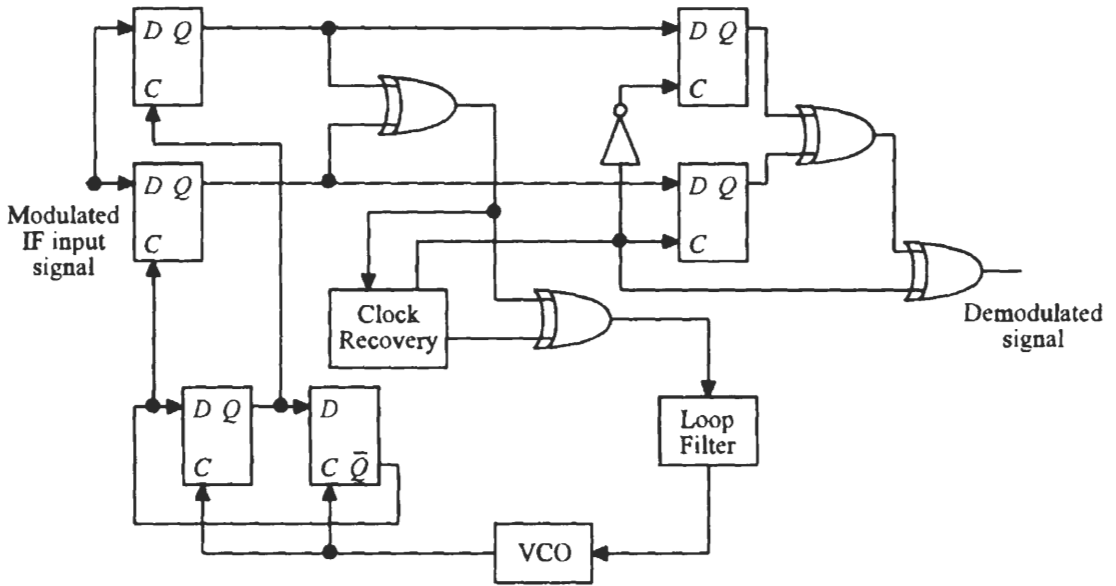 D Q
C
D Q
C
Modulated
IF input
signal
D Q
C
D Q
C
Clock
Recovery
Demodulated
signal
D Q
C
D
C Q̅
Loop
Filter
VCO